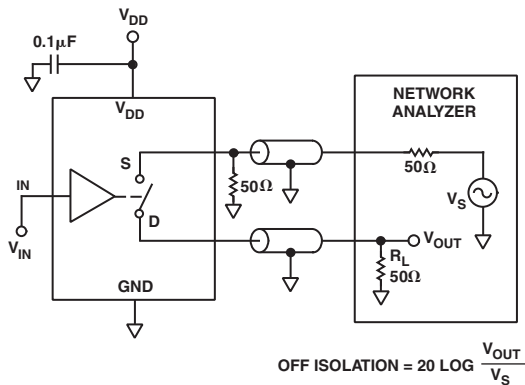 V_DD
0.1μF
V_DD
NETWORK
ANALYZER
S
50Ω
50Ω
IN
V_S
D
V_IN
V_OUT
R_L
50Ω
GND
OFF ISOLATION = 20 LOG V_OUT / V_S